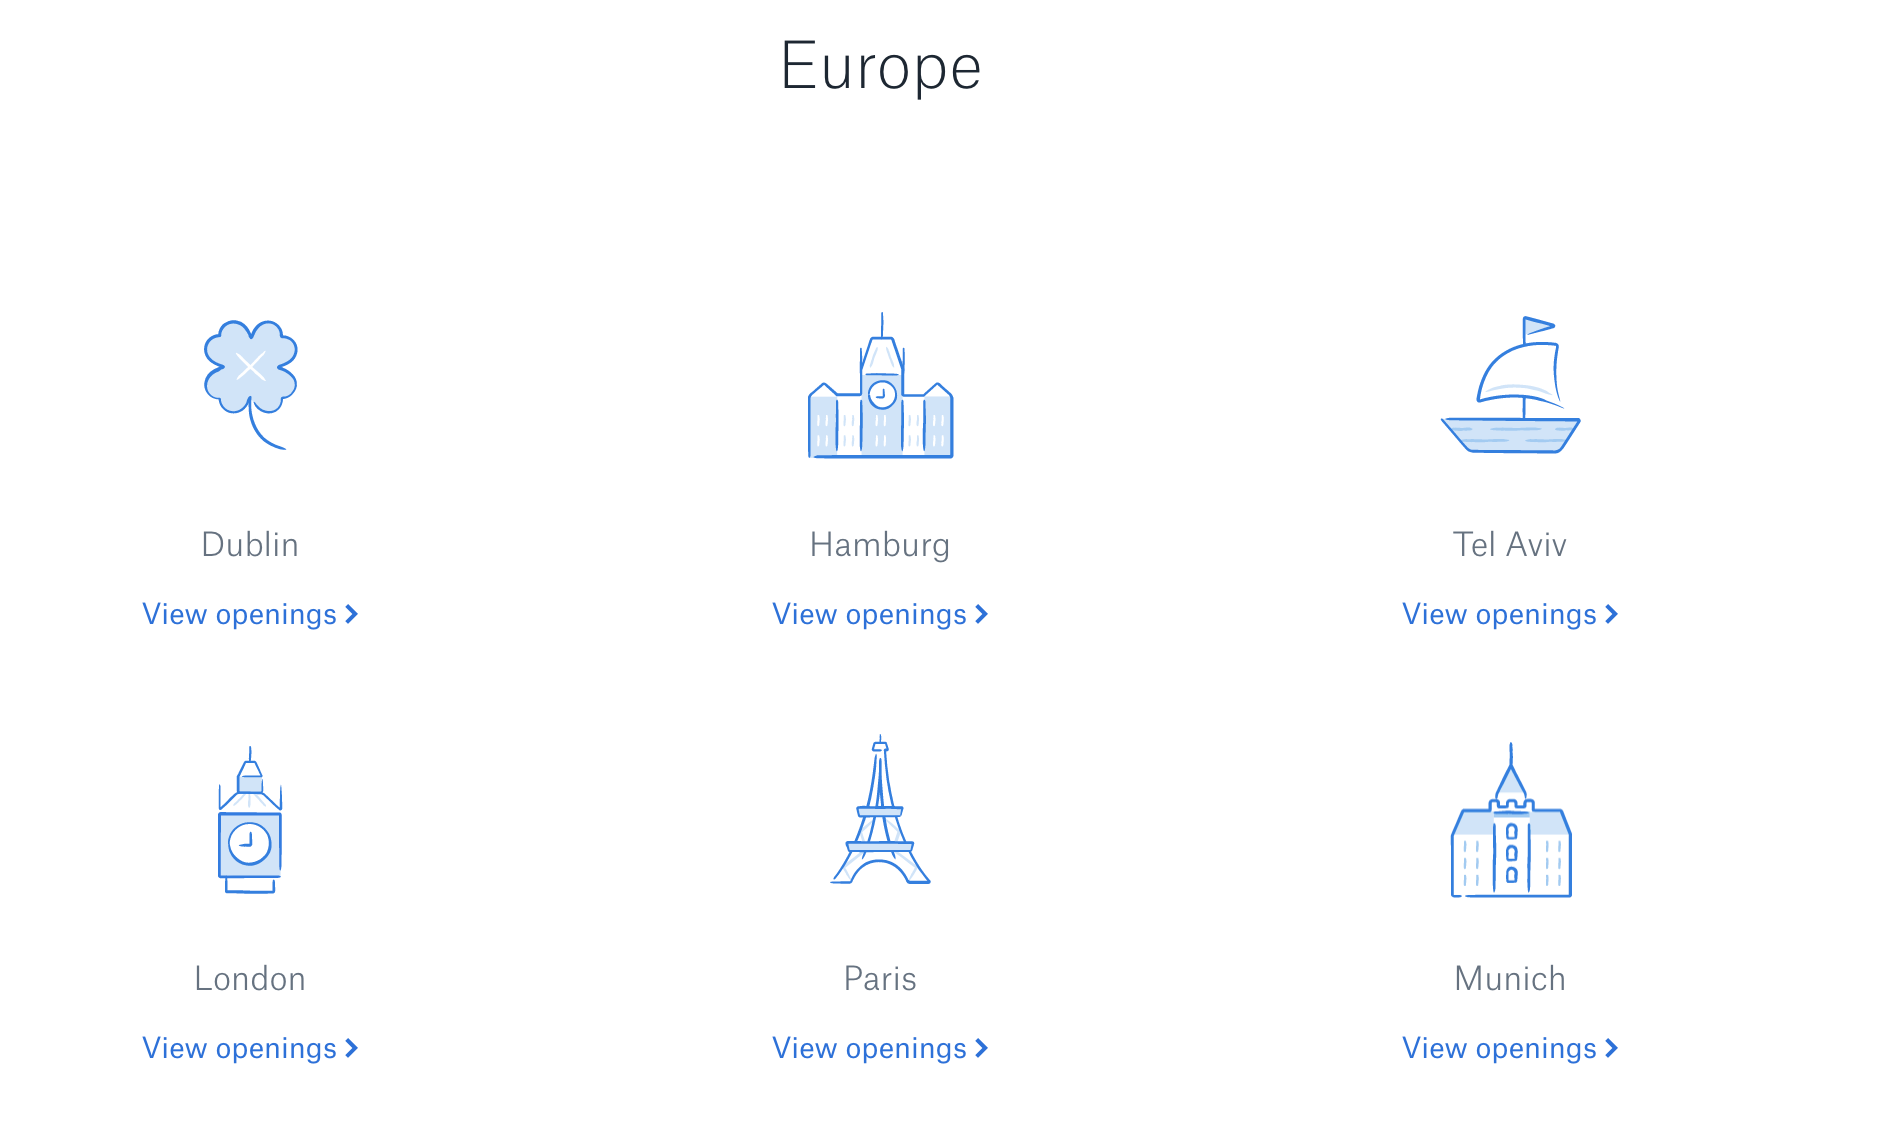 Europe
Dublin
Hamburg
Tel Aviv
View openings
View openings
View openings
London
Paris
Munich
View openings
View openings
View openings